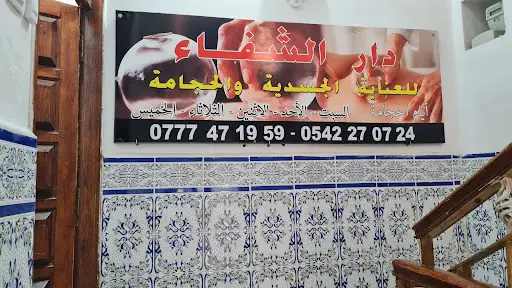 دار الشفاء
للعناية الجسدية والحجامة
أيام الحجامة السبت - الأحد - الاثنين - الثلاثاء - الخميس
0777 47 19 59 - 0542 27 07 24